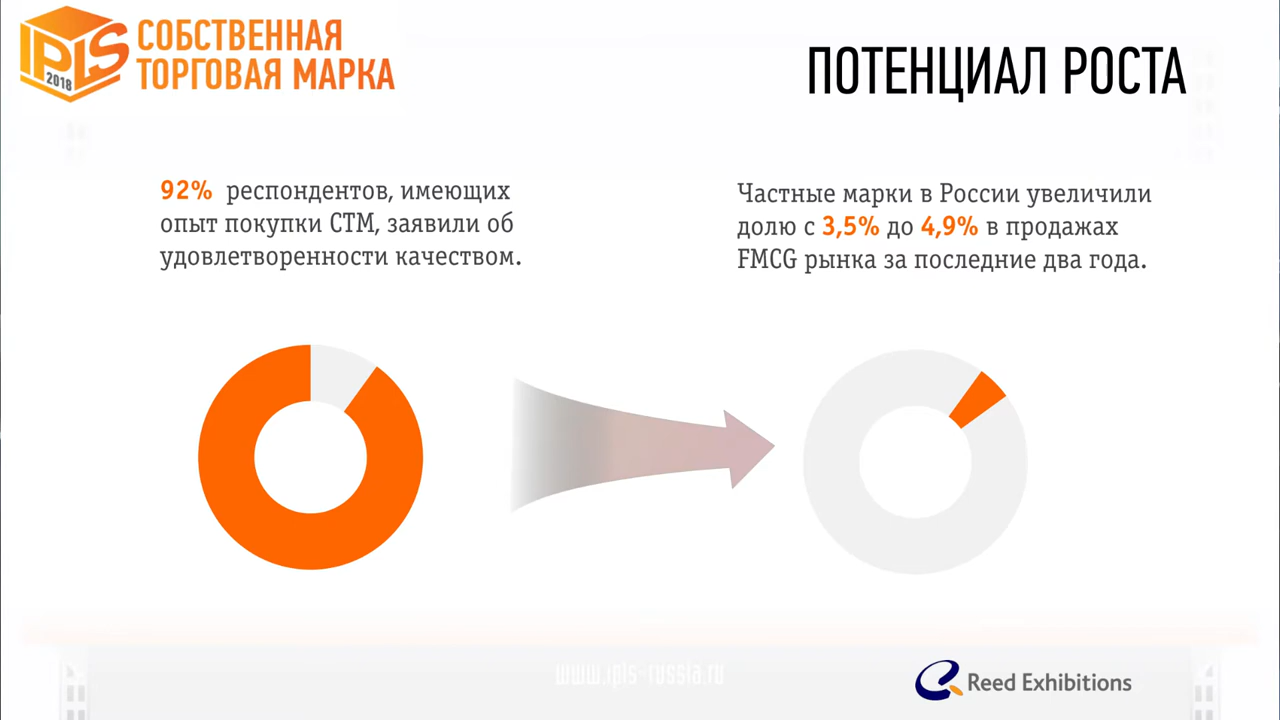 IPLS
2018
СОБСТВЕННАЯ
ТОРГОВАЯ МАРКА
ПОТЕНЦИАЛ РОСТА
92% респондентов, имеющих
опыт покупки СТМ, заявили об
удовлетворенности качеством.
Частные марки в России увеличили
долю с 3,5% до 4,9% в продажах
FMCG рынка за последние два года.
www.ipls-russia.ru
Reed Exhibitions